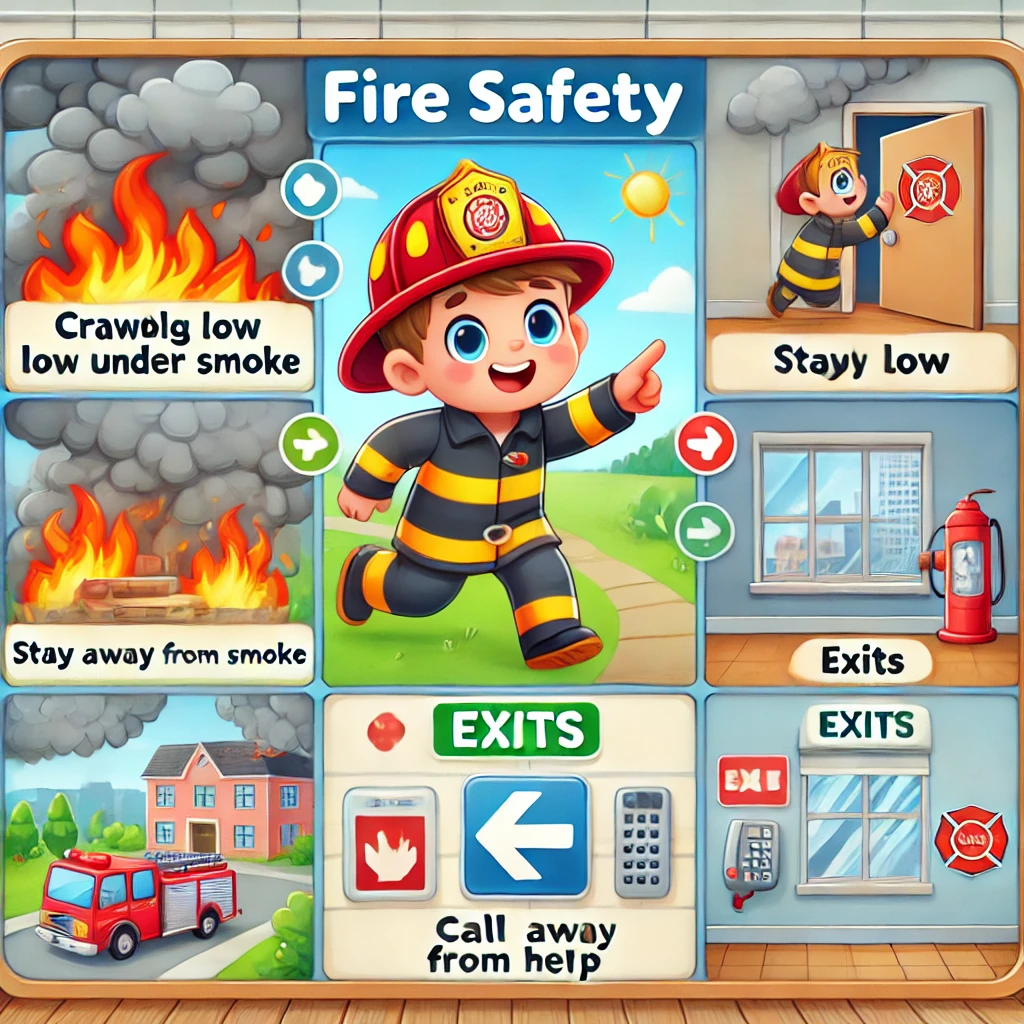 Fire Safety
Crawolg low
low under smoke
Stayy Low
Stay away from smoke
Exits
EXITS
Call away
from help
EXITS